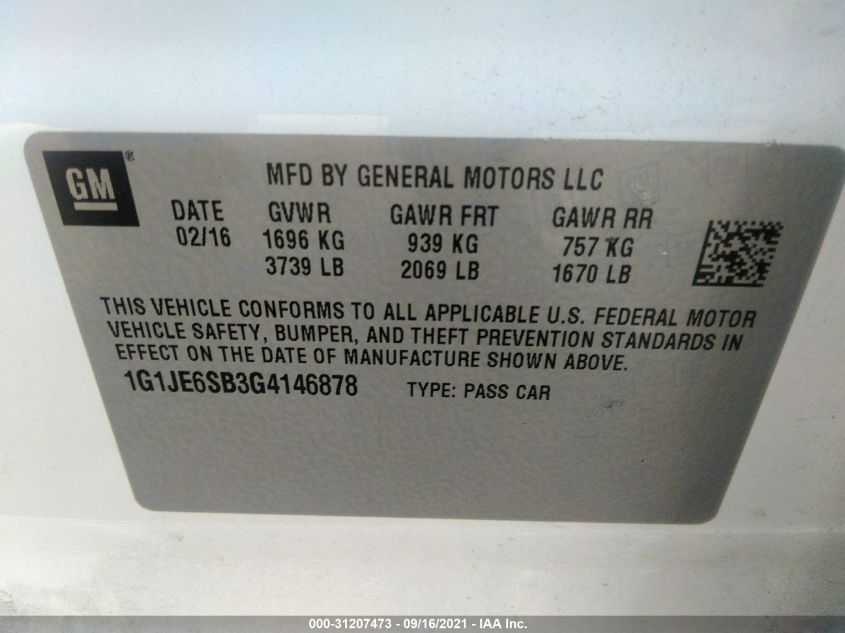 GM®
MFD BY GENERAL MOTORS LLC
DATE GVWR GAWR FRT GAWR RR
02/16 1696 KG 939 KG 757 KG
3739 LB 2069 LB 1670 LB
THIS VEHICLE CONFORMS TO ALL APPLICABLE U.S. FEDERAL MOTOR
VEHICLE SAFETY, BUMPER, AND THEFT PREVENTION STANDARDS IN
EFFECT ON THE DATE OF MANUFACTURE SHOWN ABOVE.
1G1JE6SB3G4146878 TYPE: PASS CAR
000-31207473 - 09/16/2021 - IAA Inc.